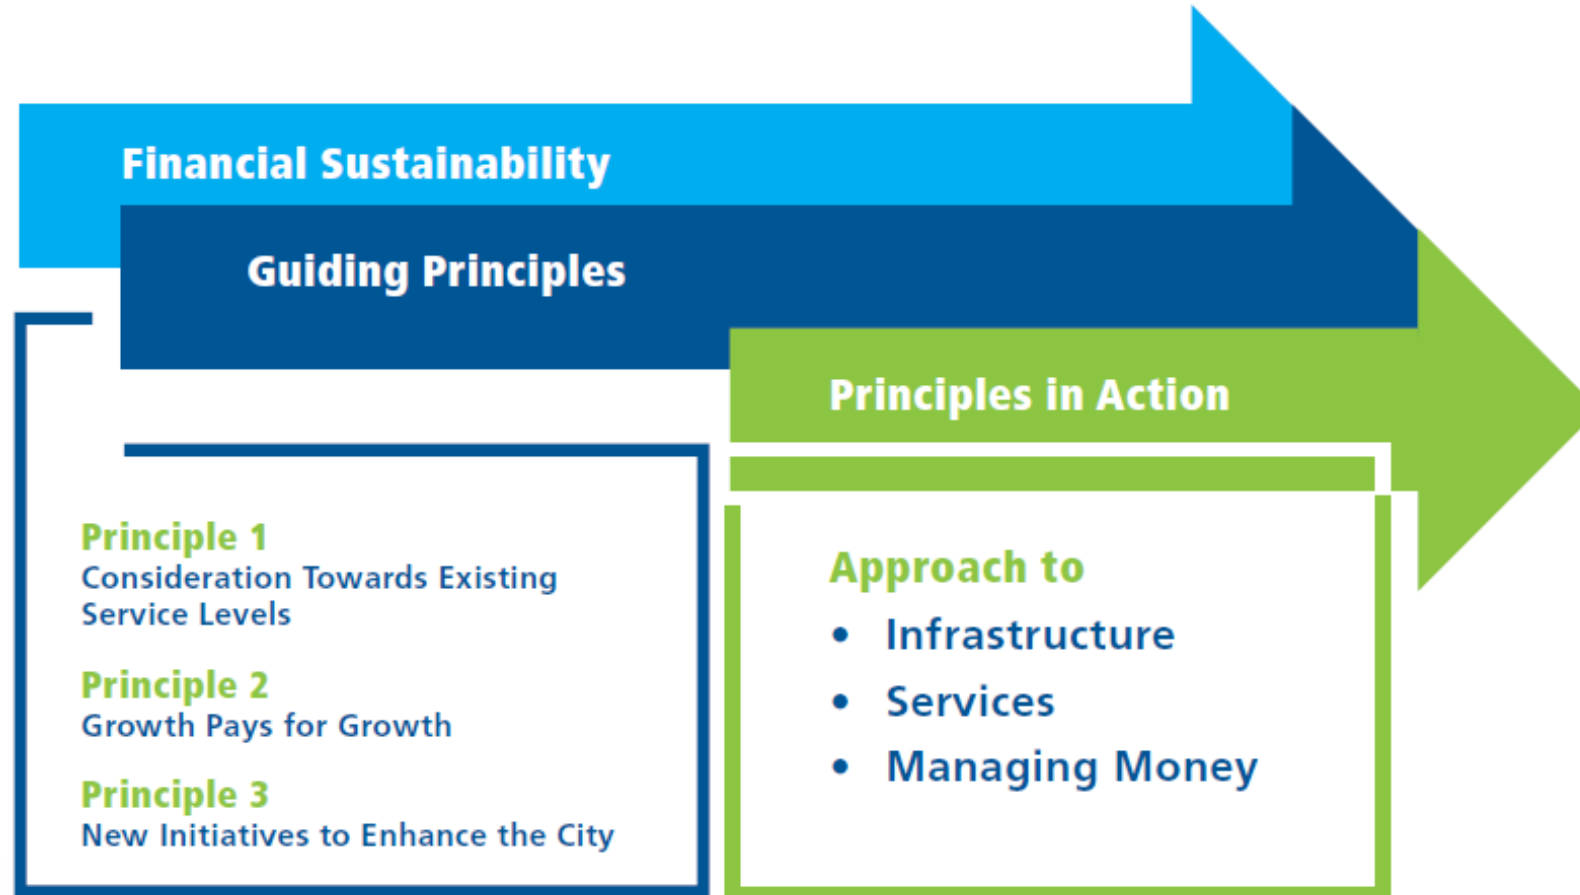 Financial Sustainability
Guiding Principles
Principles in Action
Principle 1
Consideration Towards Existing
Service Levels
Principle 2
Growth Pays for Growth
Principle 3
New Initiatives to Enhance the City
Approach to
• Infrastructure
• Services
• Managing Money